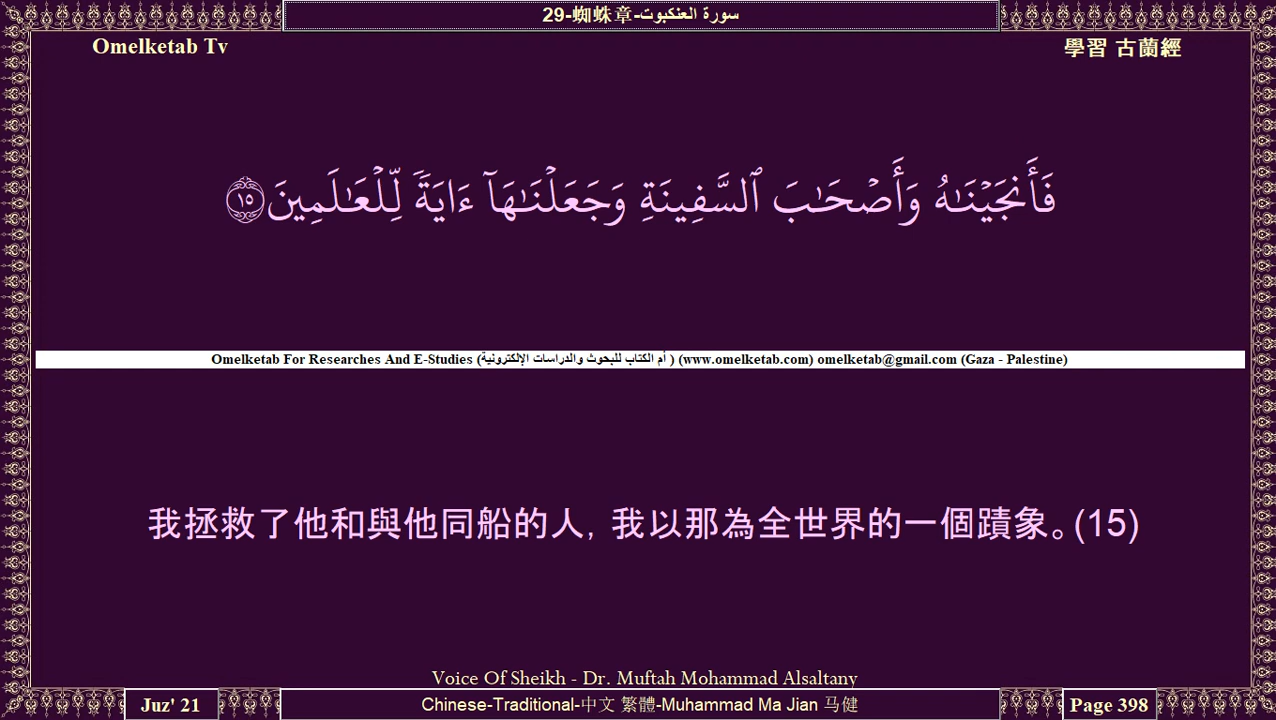 29-蜘蛛章-سورة العنكبوت
Omelketab Tv
學習 古蘭經
فَأَنجَيْنَـٰهُ وَأَصْحَـٰبَ ٱلسَّفِينَةِ وَجَعَلْنَـٰهَآ ءَايَةً لِّلْعَـٰلَمِينَ ١٥
Omelketab For Researches And E-Studies (أم الكتاب للبحوث والدراسات الإلكترونية ) (www.omelketab.com) omelketab@gmail.com (Gaza - Palestine)
我拯救了他和與他同船的人, 我以那為全世界的一個蹟象。(15)
Voice Of Sheikh - Dr. Muftah Mohammad Alsaltany
Juz' 21
Chinese-Traditional-中文 繁體-Muhammad Ma Jian 马健
Page 398